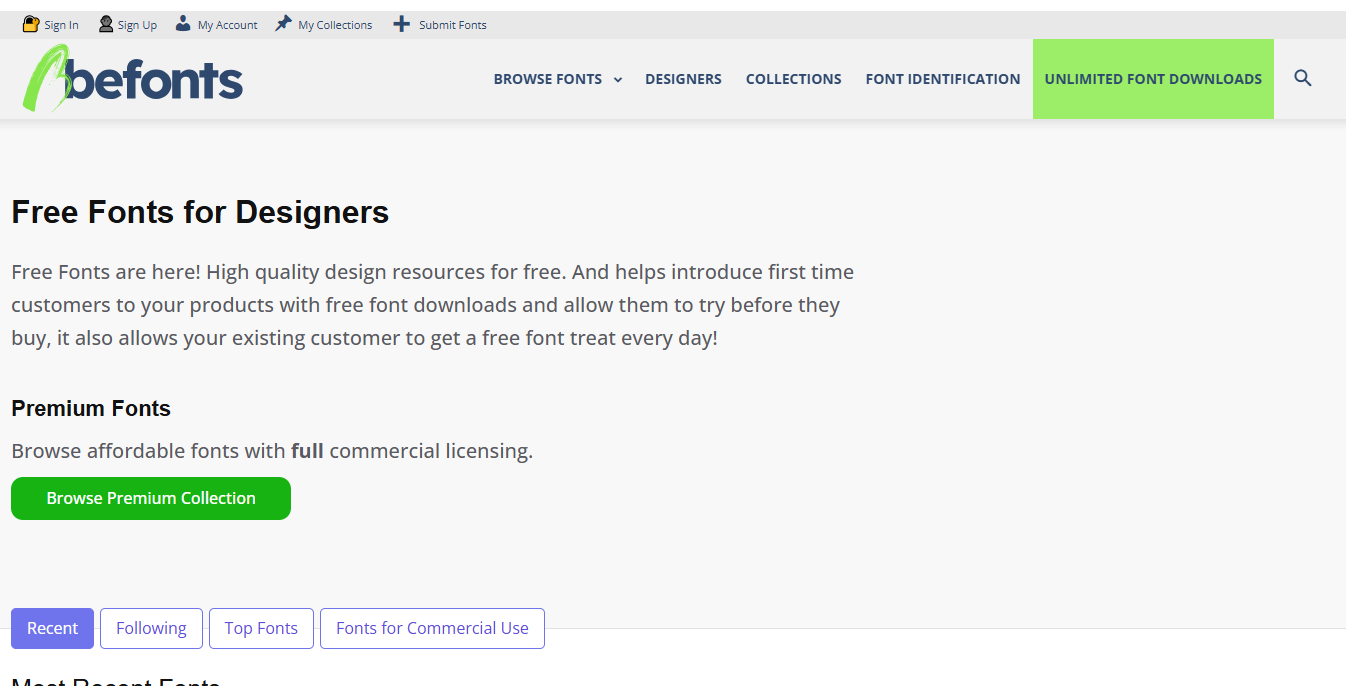 Sign In Sign Up My Account My Collections Submit Fonts
befonts
BROWSE FONTS DESIGNERS COLLECTIONS FONT IDENTIFICATION UNLIMITED FONT DOWNLOADS
Free Fonts for Designers
Free Fonts are here! High quality design resources for free. And helps introduce first time
customers to your products with free font downloads and allow them to try before they
buy, it also allows your existing customer to get a free font treat every day!
Premium Fonts
Browse affordable fonts with full commercial licensing.
Browse Premium Collection
Recent Following Top Fonts Fonts for Commercial Use
Most Recent Fonts